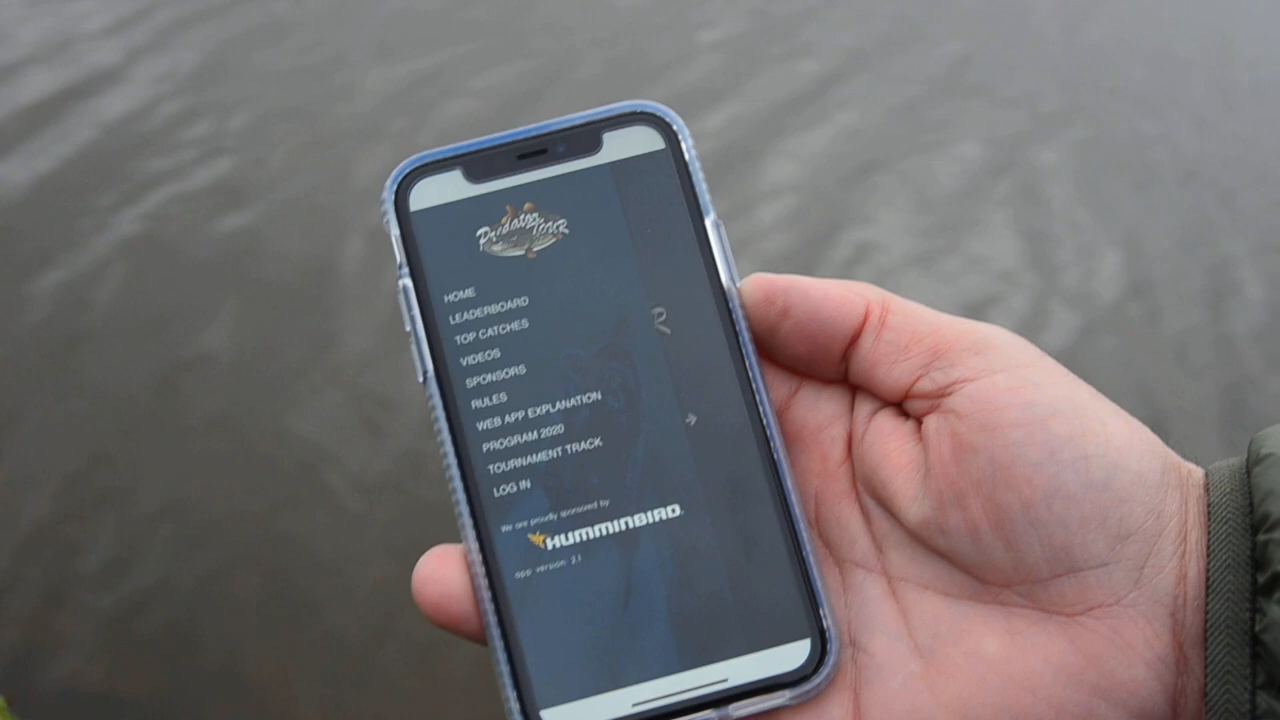 Predator Tour
HOME
LEADERBOARD
TOP CATCHES
VIDEOS
SPONSORS
RULES
WEB APP EXPLANATION
PROGRAM 2020
TOURNAMENT TRACK
LOG IN
We are proudly sponsored by
HUMMINBIRD
app version: 2.1
R